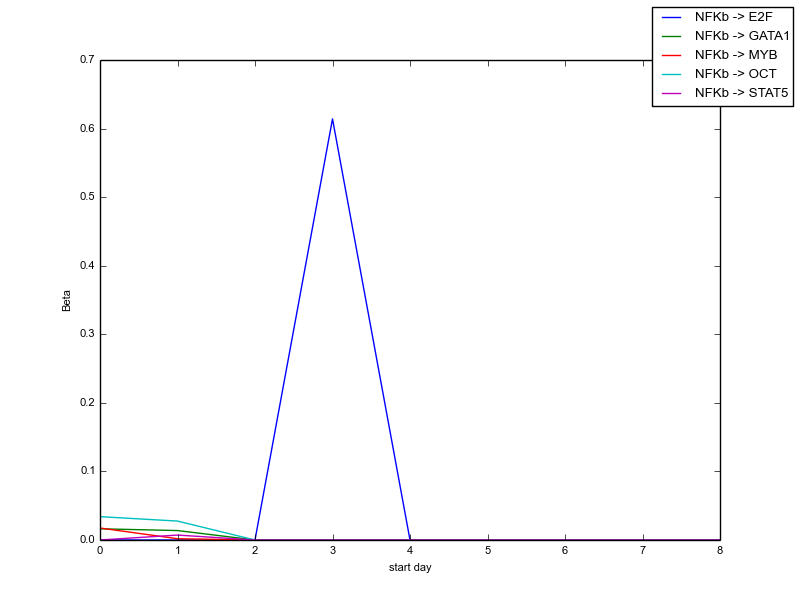 NFKb -> E2F
NFKb -> GATA1
NFKb -> MYB
NFKb -> OCT
NFKb -> STAT5
0.7
0.6
0.5
0.4
0.3
0.2
0.1
0.0
Beta
0 1 2 3 4 5 6 7 8
start day